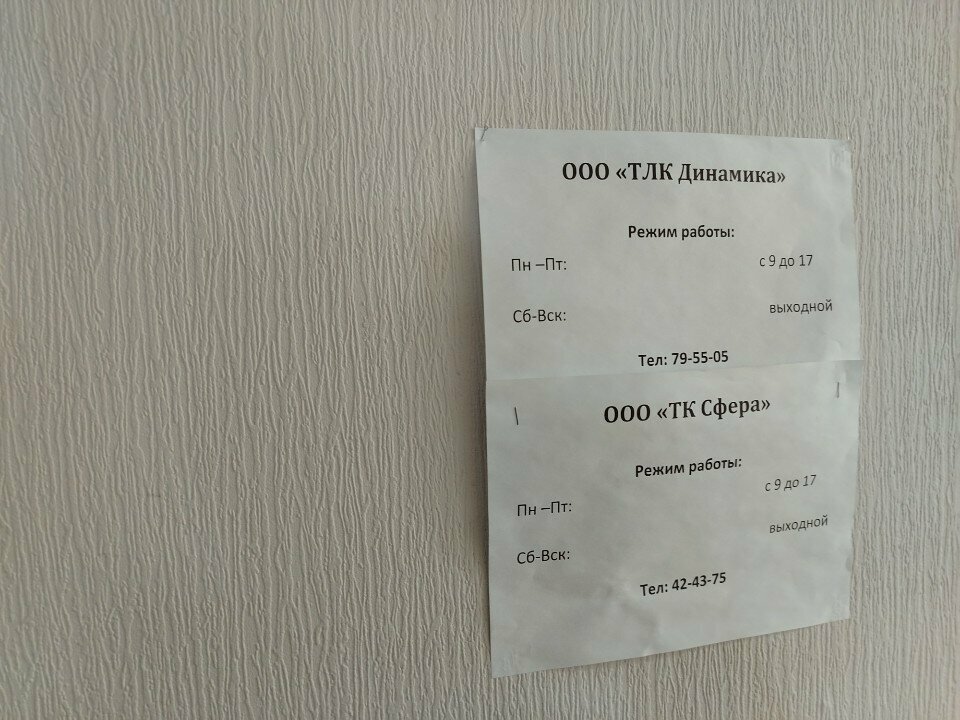 ООО «ТЛК Динамика»
Режим работы:
Пн –Пт: с 9 до 17
Сб-Вск: выходной
Тел: 79-55-05
ООО «ТК Сфера»
Режим работы:
Пн –Пт: с 9 до 17
Сб-Вск: выходной
Тел: 42-43-75